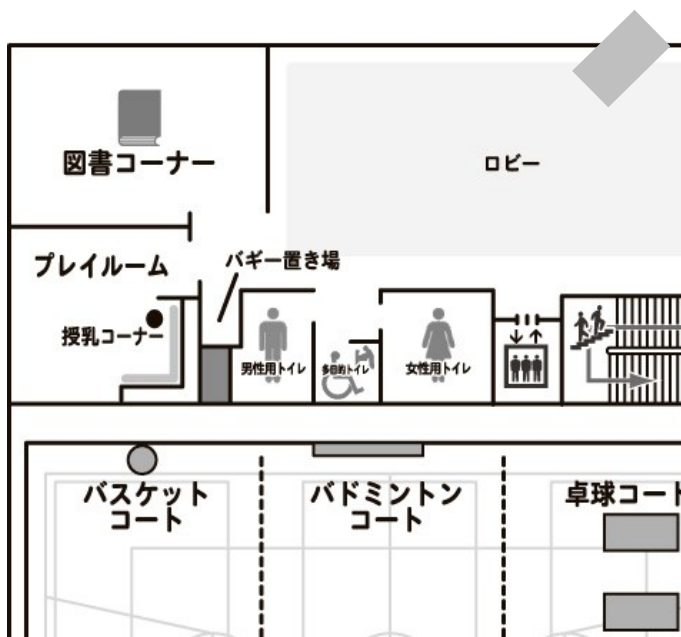 図書コーナー
ロビー
プレイルーム
バギー置き場
授乳コーナー
男性用トイレ
多目的トイレ
女性用トイレ
バスケット
コート
バドミントン
コート
卓球コート